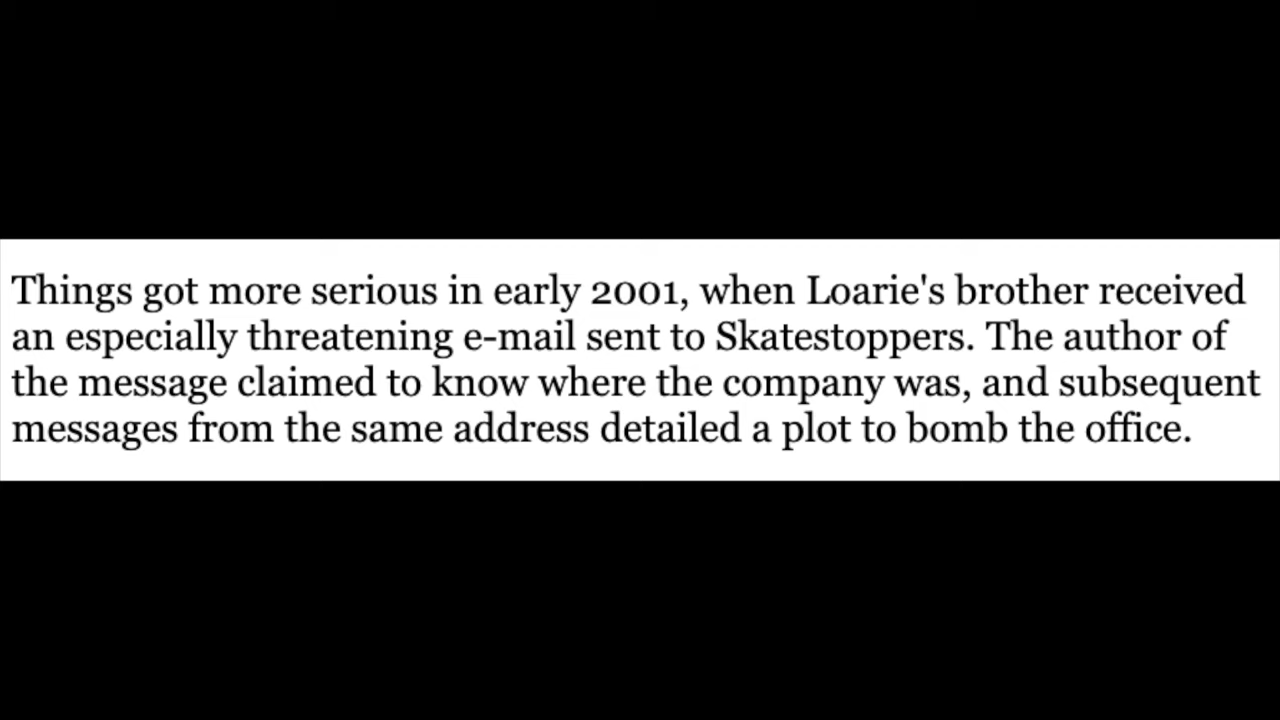 Things got more serious in early 2001, when Loarie's brother received
an especially threatening e-mail sent to Skatestoppers. The author of
the message claimed to know where the company was, and subsequent
messages from the same address detailed a plot to bomb the office.